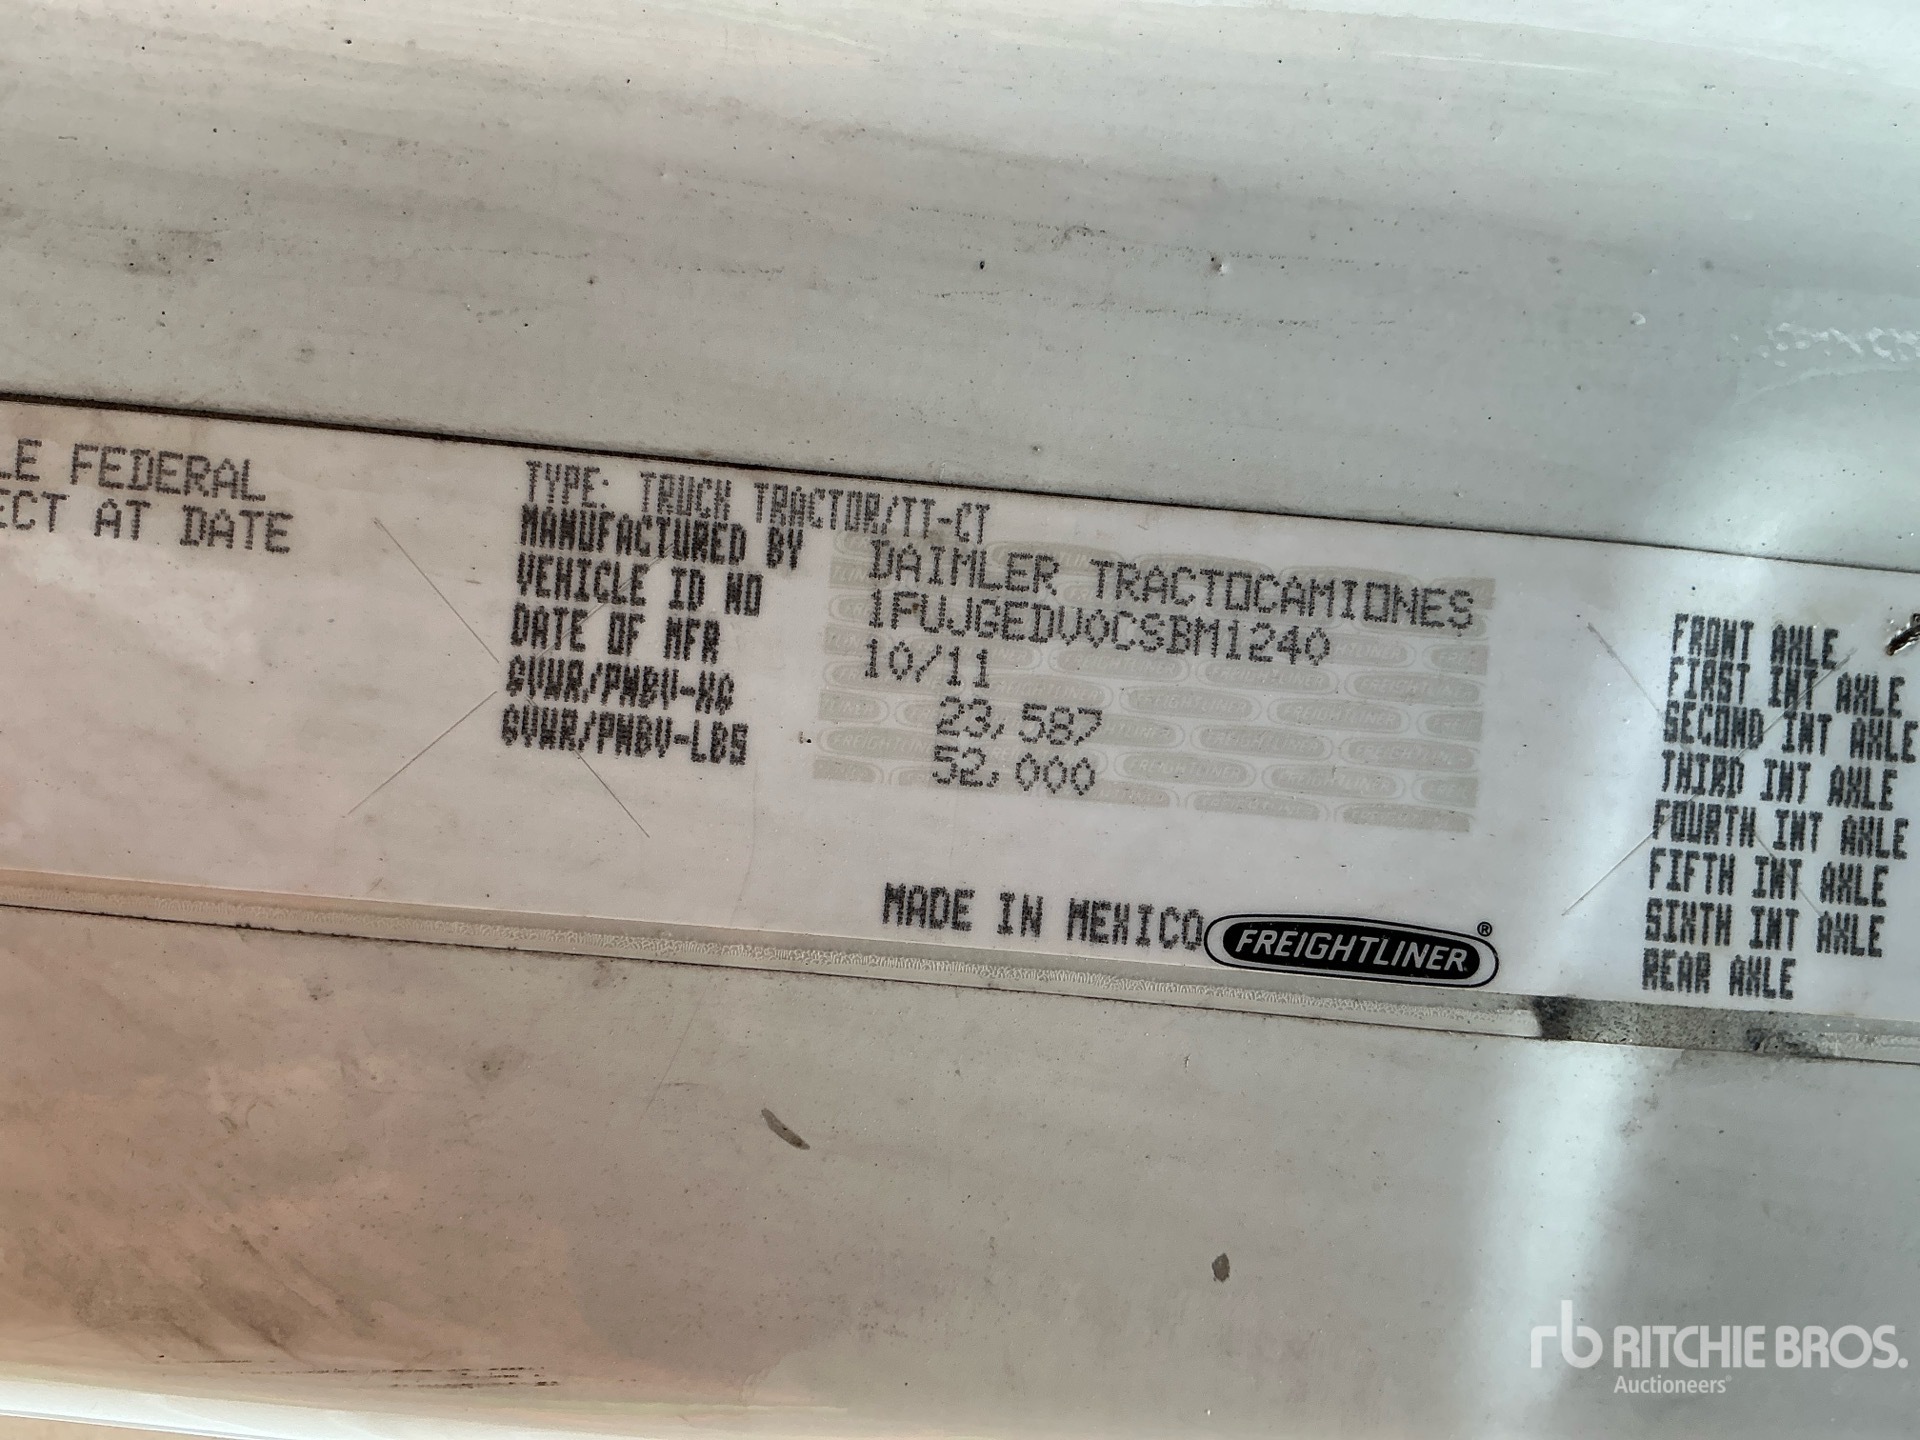 LE FEDERAL
ECT AT DATE
TYPE: TRUCK TRACTOR/TT-CT
MANUFACTURED BY DAIMLER TRACTOCAMIONES
VEHICLE ID NO 1FUJGEDV0CSBM1240
DATE OF MFR 10/11
GVWR/PNBV-KG 23,587
GVWR/PNBV-LBS 52,000
MADE IN MEXICO FREIGHTLINER®
FRONT AXLE
FIRST INT AXLE
SECOND INT AXLE
THIRD INT AXLE
FOURTH INT AXLE
FIFTH INT AXLE
SIXTH INT AXLE
REAR AXLE
rb RITCHIE BROS.
Auctioneers